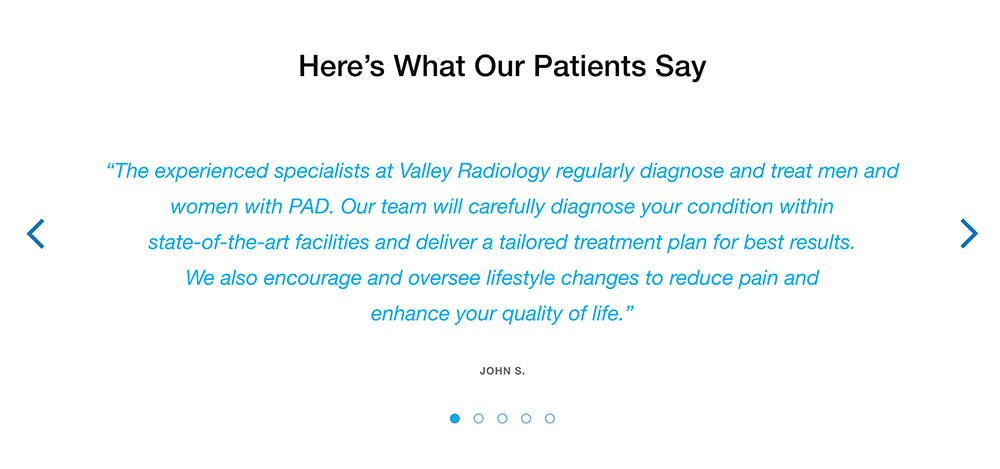 Here’s What Our Patients Say
“The experienced specialists at Valley Radiology regularly diagnose and treat men and
women with PAD. Our team will carefully diagnose your condition within
state-of-the-art facilities and deliver a tailored treatment plan for best results.
We also encourage and oversee lifestyle changes to reduce pain and
enhance your quality of life.”
JOHN S.